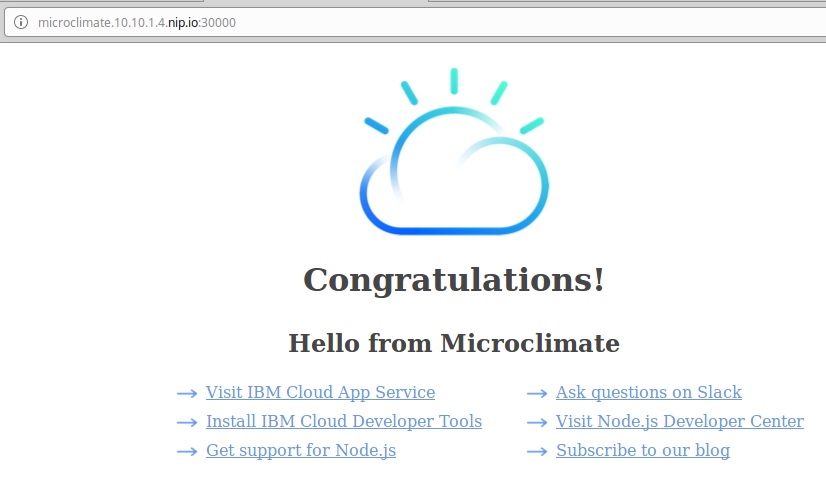 microclimate.10.10.1.4.nip.io:30000
Congratulations!
Hello from Microclimate
Visit IBM Cloud App Service
Ask questions on Slack
Install IBM Cloud Developer Tools
Visit Node.js Developer Center
Get support for Node.js
Subscribe to our blog